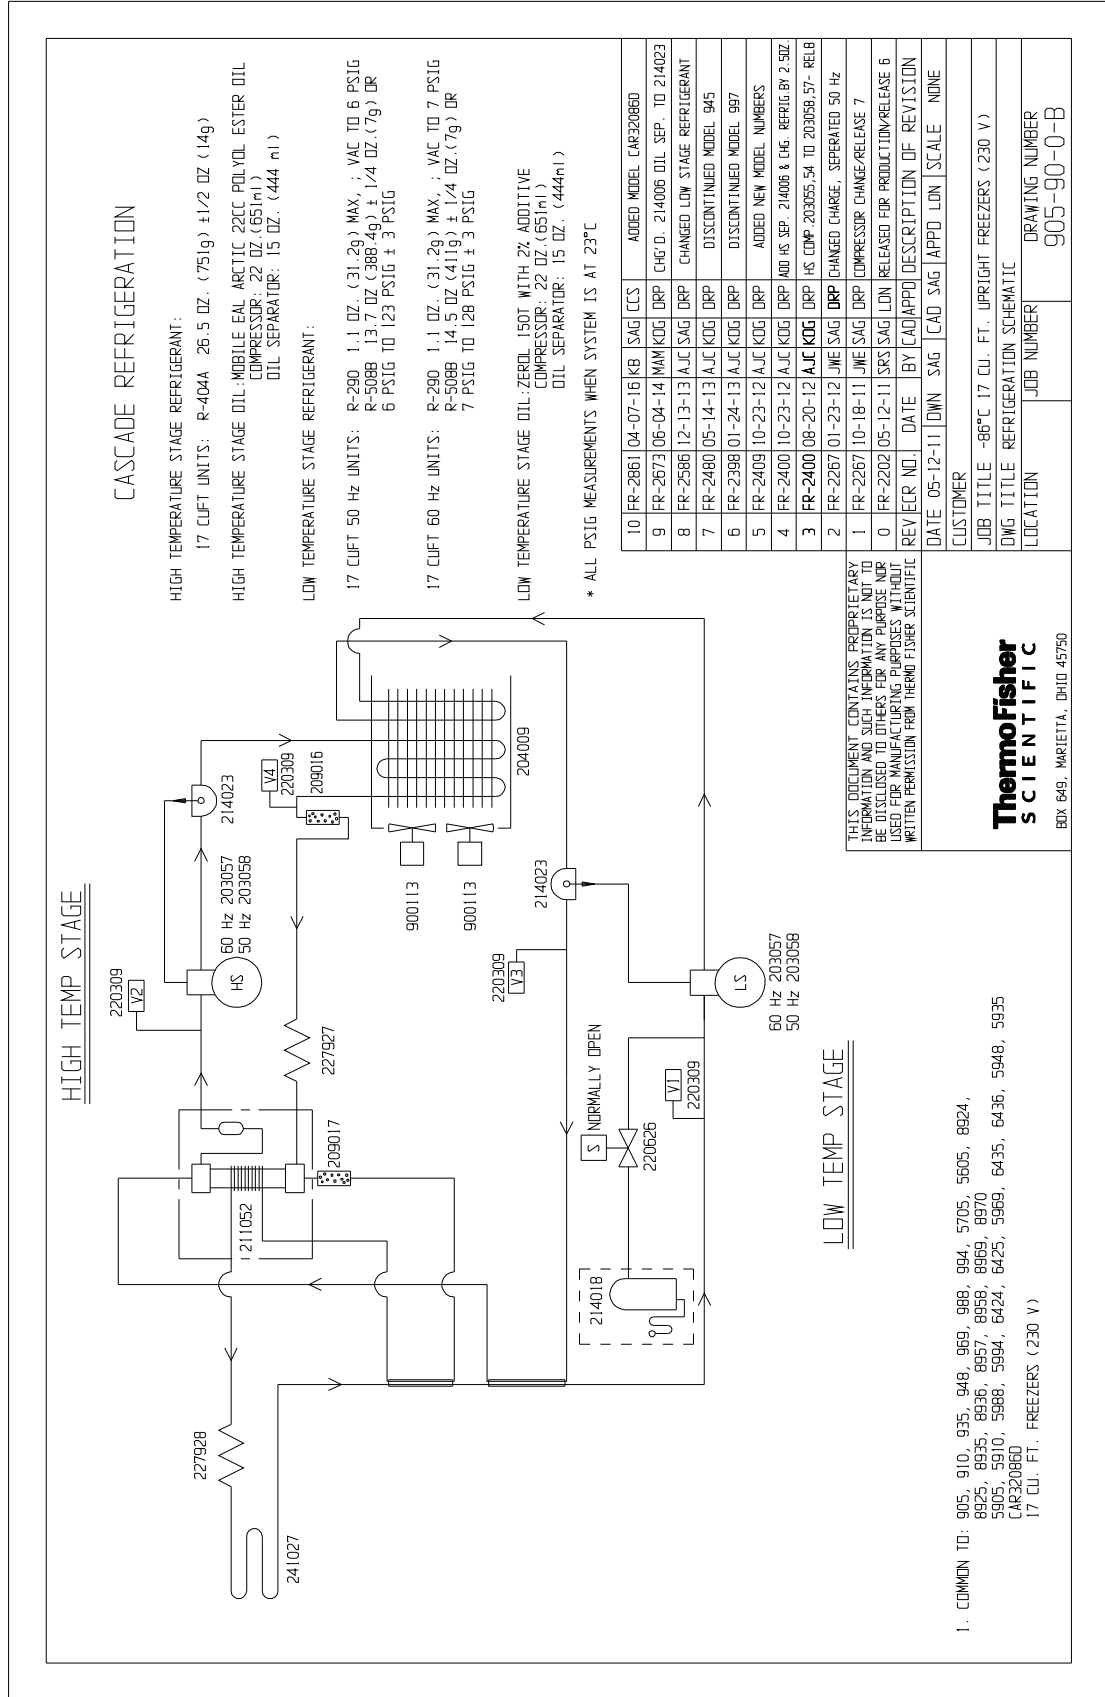 CASCADE REFRIGERATION
HIGH TEMPERATURE STAGE REFRIGERANT:
17 CUFT UNITS: R-404A 26.5 OZ. (751g) ±1/2 OZ (14g)
HIGH TEMPERATURE STAGE OIL:MOBILE EAL ARCTIC 22CC POLYOL ESTER OIL
COMPRESSOR: 22 OZ.(651ml)
OIL SEPARATOR: 15 OZ. (444 ml)
LOW TEMPERATURE STAGE REFRIGERANT:
17 CUFT 50 Hz UNITS: R-290 1.1 OZ. (31.2g) MAX, ; VAC TO 6 PSIG
R-508B 13.7 OZ (388.4g) ± 1/4 OZ.(7g) OR
6 PSIG TO 123 PSIG ± 3 PSIG
17 CUFT 60 Hz UNITS: R-290 1.1 OZ. (31.2g) MAX, ; VAC TO 7 PSIG
R-508B 14.5 OZ (411g) ± 1/4 OZ.(7g) OR
7 PSIG TO 128 PSIG ± 3 PSIG
LOW TEMPERATURE STAGE OIL:ZEROL 150T WITH 2% ADDITIVE
COMPRESSOR: 22 OZ.(651ml)
OIL SEPARATOR: 15 OZ. (444ml)
* ALL PSIG MEASUREMENTS WHEN SYSTEM IS AT 23°C
HIGH TEMP STAGE
220309
V2
HS
60 Hz 203057
50 Hz 203058
214023
V4
220309
209016
204009
900113
900113
227927
209017
211052
227928
241027
214023
220309
V3
S
NORMALLY OPEN
220626
V1
220309
LS
60 Hz 203057
50 Hz 203058
214018
LOW TEMP STAGE
1. COMMON TO: 905, 910, 935, 948, 969, 988, 994, 5705, 5605, 8924,
8925, 8935, 8936, 8957, 8958, 8969, 8970
5905, 5910, 5988, 5994, 6424, 6425, 5969, 6435, 6436, 5948, 5935
CAR32086D
17 CU. FT. FREEZERS (230 V)
10 FR-2861 04-07-16 KB SAG CCS ADDED MODEL CAR32086D
9 FR-2673 06-04-14 MAM KDG DRP CHG'D. 214006 OIL SEP. TO 214023
8 FR-2586 12-13-13 AJC SAG DRP CHANGED LOW STAGE REFRIGERANT
7 FR-2480 05-14-13 AJC KDG DRP DISCONTINUED MODEL 945
6 FR-2398 01-24-13 AJC KDG DRP DISCONTINUED MODEL 997
5 FR-2409 10-23-12 AJC KDG DRP ADDED NEW MODEL NUMBERS
4 FR-2400 10-23-12 AJC KDG DRP ADD HS SEP. 214006 & CHG. REFRIG.BY 2.5OZ.
3 FR-2400 08-20-12 AJC KDG DRP HS COMP.203055,54 TO 203058,57- REL8
2 FR-2267 01-23-12 JWE SAG DRP CHANGED CHARGE, SEPERATED 50 Hz
1 FR-2267 10-18-11 JWE SAG DRP COMPRESSOR CHANGE/RELEASE 7
0 FR-2202 05-12-11 SRS SAG LDN RELEASED FOR PRODUCTION/RELEASE 6
REV ECR NO. DATE BY CAD APPD DESCRIPTION OF REVISION
DATE 05-12-11 DWN SAG CAD SAG APPD LDN SCALE NONE
CUSTOMER
JOB TITLE -86°C 17 CU. FT. UPRIGHT FREEZERS (230 V)
DWG TITLE REFRIGERATION SCHEMATIC
LOCATION JOB NUMBER DRAWING NUMBER
905-90-0-B
THIS DOCUMENT CONTAINS PROPRIETARY
INFORMATION AND SUCH INFORMATION IS NOT TO
BE DISCLOSED TO OTHERS FOR ANY PURPOSE NOR
USED FOR MANUFACTURING PURPOSES WITHOUT
WRITTEN PERMISSION FROM THERMO FISHER SCIENTIFIC
ThermoFisher
SCIENTIFIC
BOX 649, MARIETTA, OHIO 45750